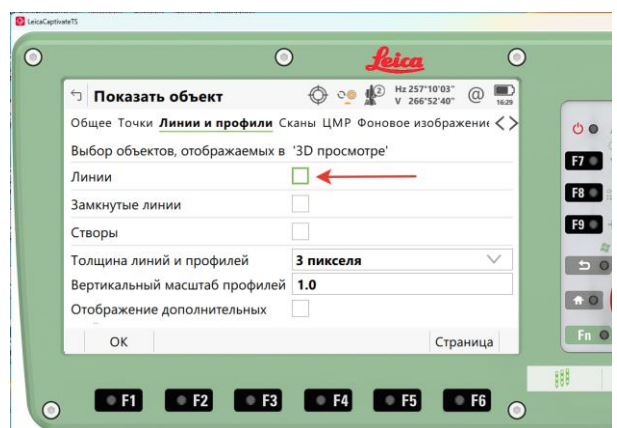 LeicaCaptivateTS
Leica
Показать объект
2
Hz 257°10'03"
V 266°52'40"
@
16:29
Общее Точки Линии и профили Сканы ЦМР Фоновое изображение
Выбор объектов, отображаемых в '3D просмотре'
Линии
Замкнутые линии
Створы
Толщина линий и профилей 3 пикселя
Вертикальный масштаб профилей 1.0
Отображение дополнительных
OK Страница
F7
F8
F9
Fn
F1 F2 F3 F4 F5 F6